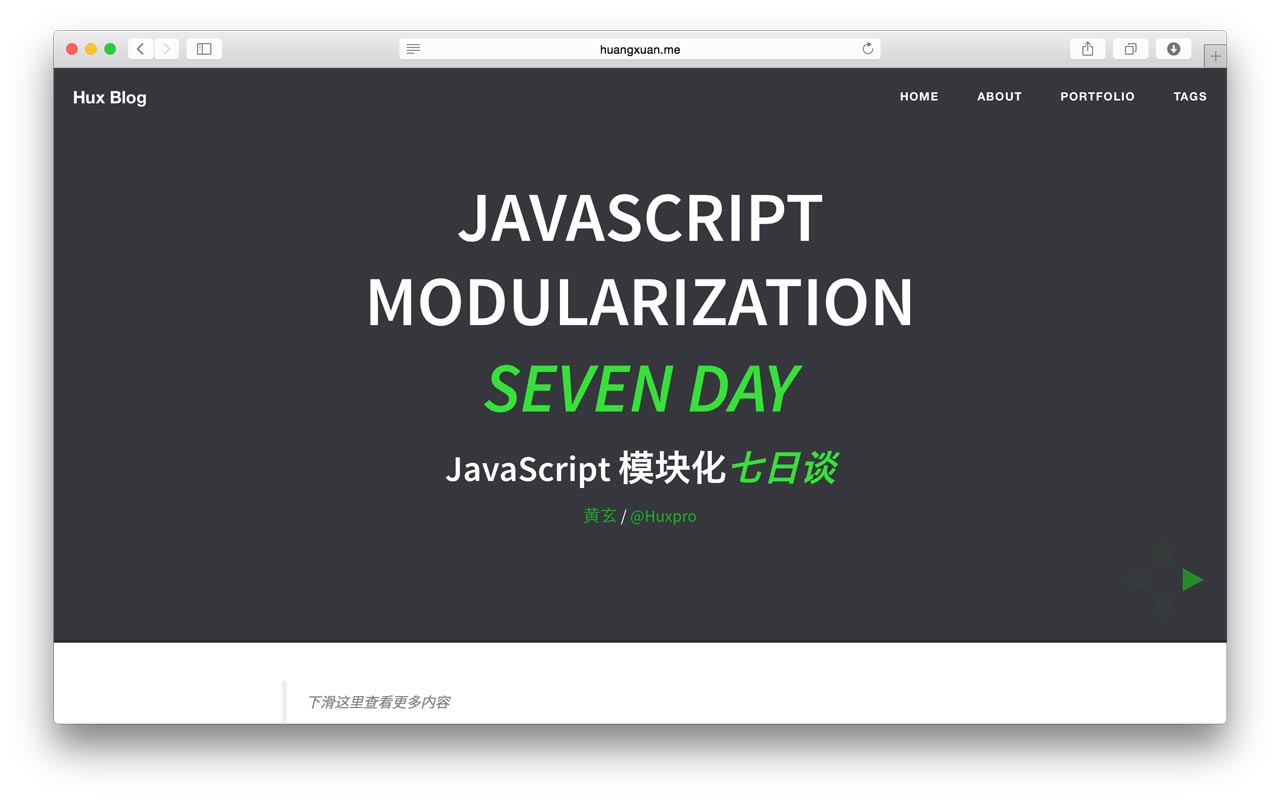 huangxuan.me
Hux Blog
HOME ABOUT PORTFOLIO TAGS
JAVASCRIPT
MODULARIZATION
SEVEN DAY
JavaScript 模块化七日谈
黄玄 / @Huxpro
下滑这里查看更多内容